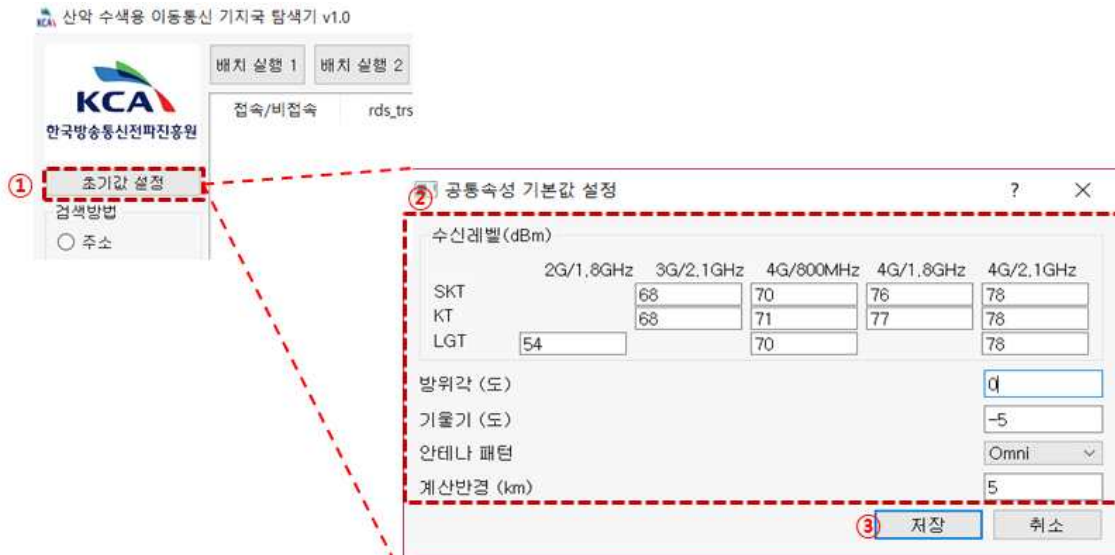 산악 수색용 이동통신 기지국 탐색기 v1.0
KCA
한국방송통신전파진흥원
배치 실행 1 배치 실행 2
접속/비접속 rds_trs
① 초기값 설정
검색방법
주소
② 공통속성 기본값 설정 ?
수신레벨(dBm)
2G/1,8GHz 3G/2,1GHz 4G/800MHz 4G/1,8GHz 4G/2,1GHz
SKT 68 70 76 78
KT 68 71 77 78
LGT 54 70 78
방위각 (도) 0
기울기 (도) -5
안테나 패턴 Omni
계산반경 (km) 5
③ 저장 취소